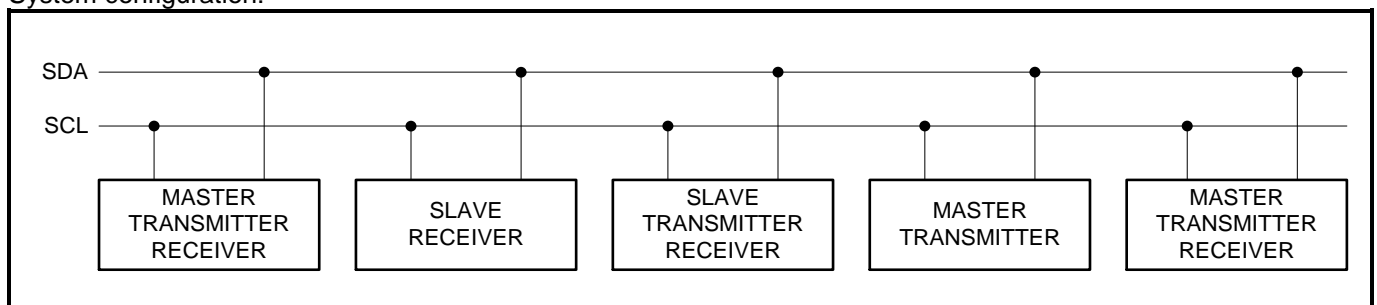 System configuration.
SDA
SCL
MASTER
TRANSMITTER
RECEIVER
SLAVE
RECEIVER
SLAVE
TRANSMITTER
RECEIVER
MASTER
TRANSMITTER
MASTER
TRANSMITTER
RECEIVER